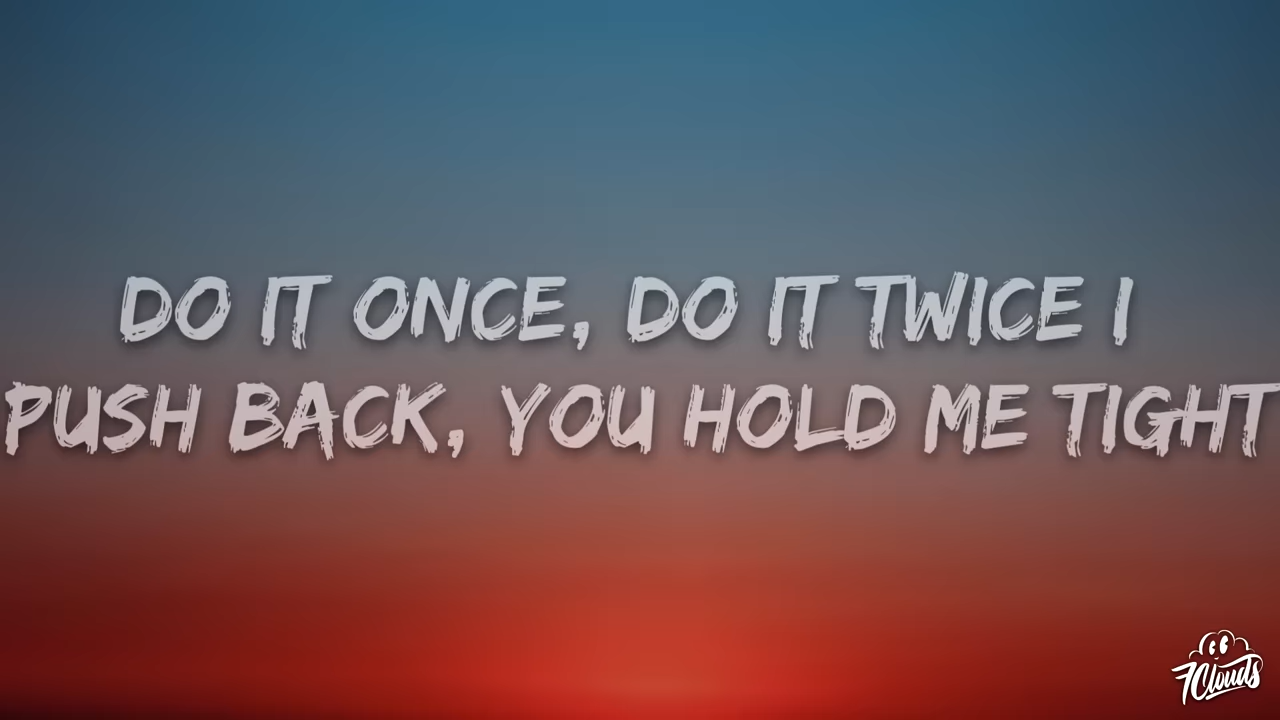 DO IT ONCE, DO IT TWICE I
PUSH BACK, YOU HOLD ME TIGHT
7Clouds